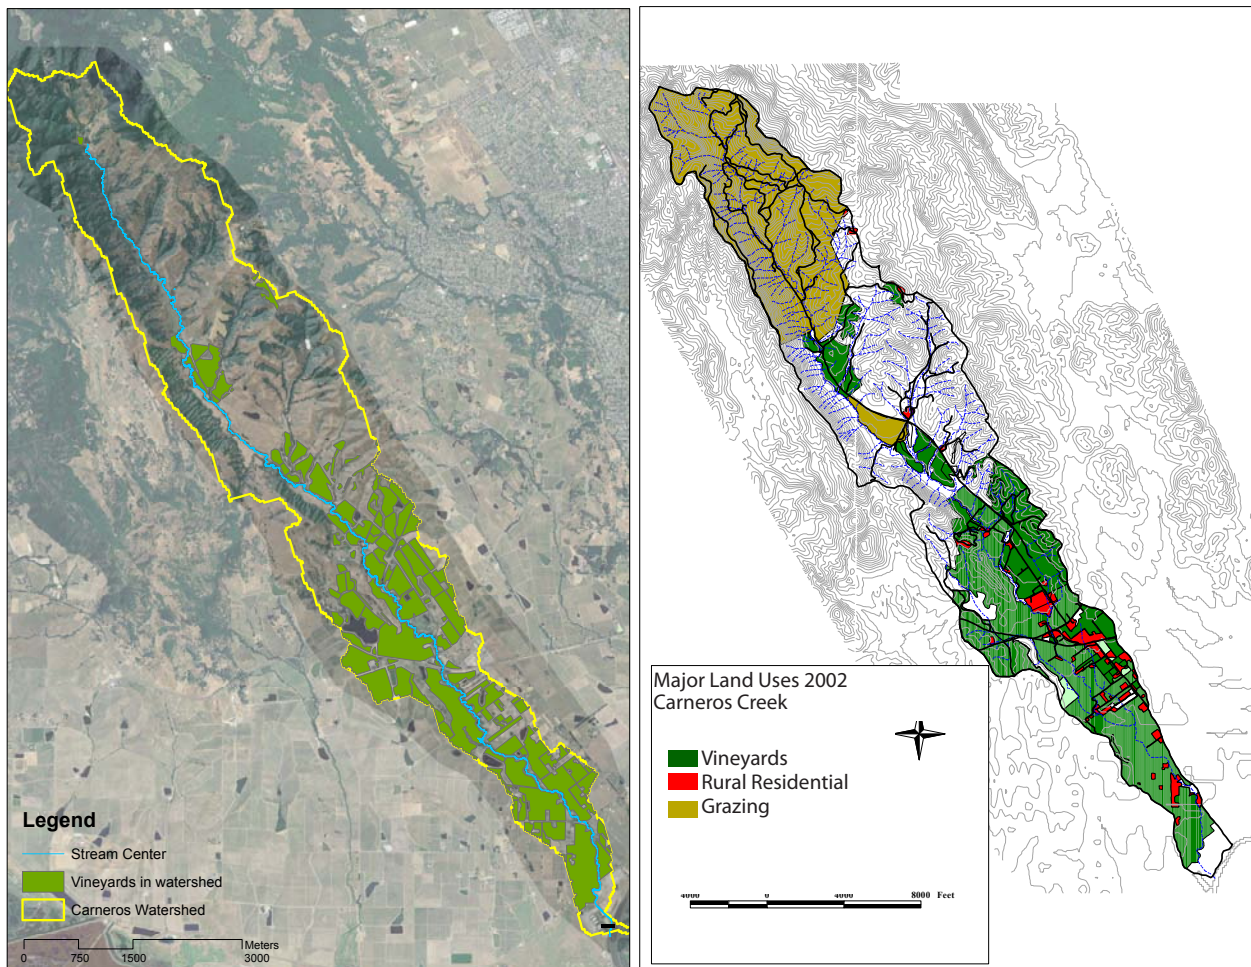 Legend
Stream Center
Vineyards in watershed
Carneros Watershed
Meters
0 750 1500 3000
Major Land Uses 2002
Carneros Creek
Vineyards
Rural Residential
Grazing
4000 0 4000 8000 Feet